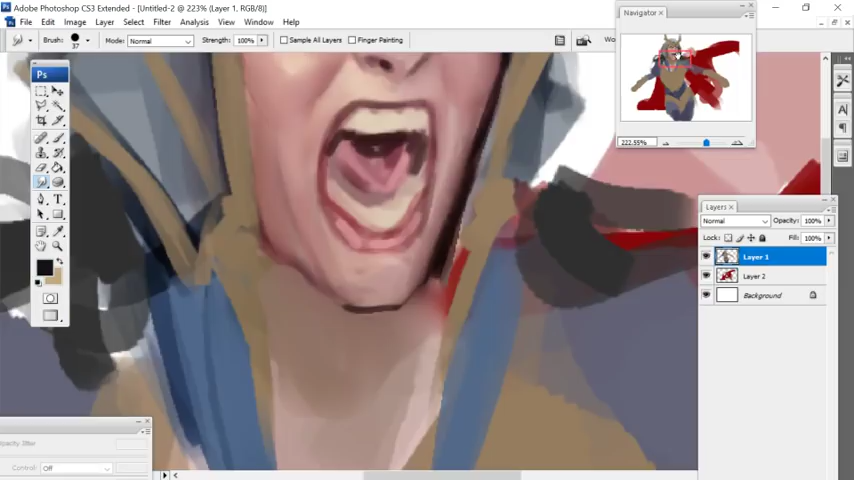 Adobe Photoshop CS3 Extended - [Untitled-2 @ 223% (Layer 1, RGB/8)]
File Edit Image Layer Select Filter Analysis View Window Help
Brush: 37 Mode: Normal Strength: 100% Sample All Layers Finger Painting
Navigator x
222.55%
Ps
Layers x
Normal Opacity: 100%
Lock: Fill: 100%
Layer 1
Layer 2
Background
Opacity Jitter
Control: Off